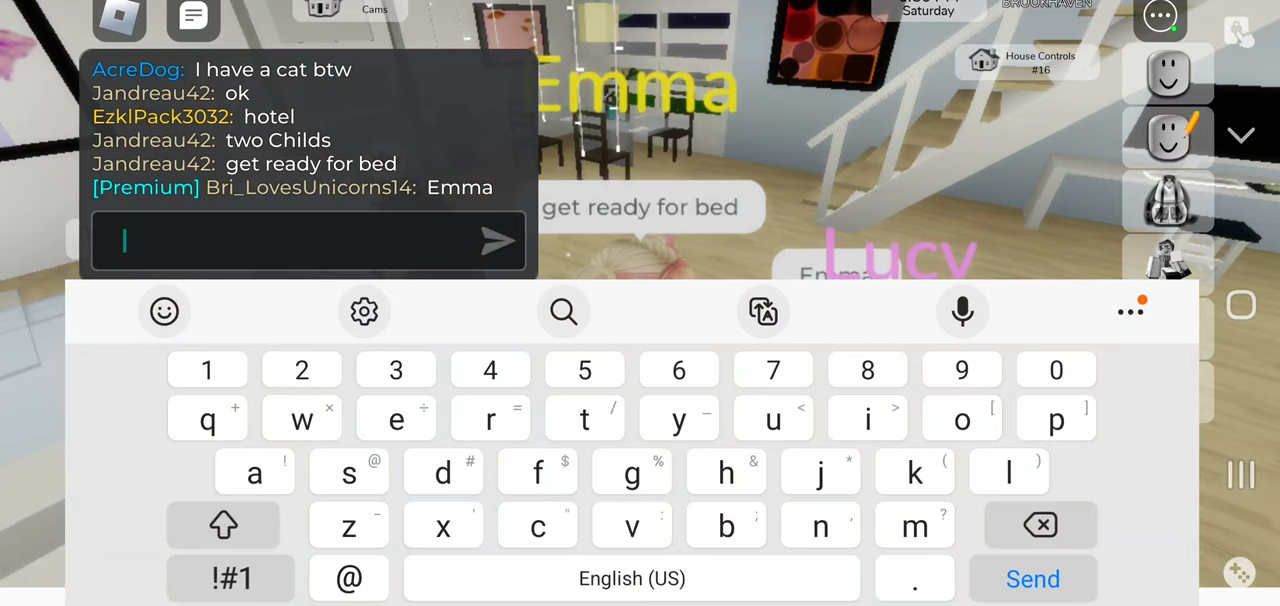 Cams
Saturday
BROOKHAVEN
House Controls
#16
AcreDog: I have a cat btw
Jandreau42: ok
EzklPack3032: hotel
Jandreau42: two Childs
Jandreau42: get ready for bed
[Premium] Bri_LovesUnicorns14: Emma
Emma
get ready for bed
Lucy
Emma
1 2 3 4 5 6 7 8 9 0
q + w × e ÷ r = t / y _ u < i > o [ p ]
a ! s @ d # f $ g % h & j * k ( l )
z - x ' c " v : b ; n , m ?
!#1 @ English (US) . Send